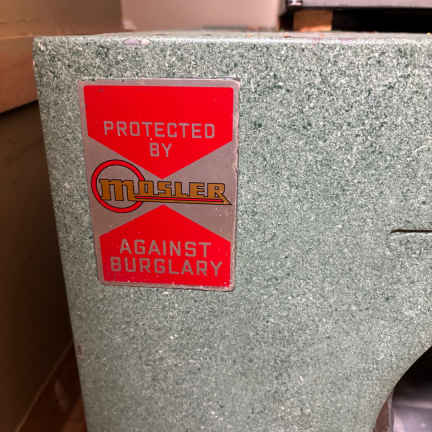 PROTECTED
BY
MOSLER
AGAINST
BURGLARY